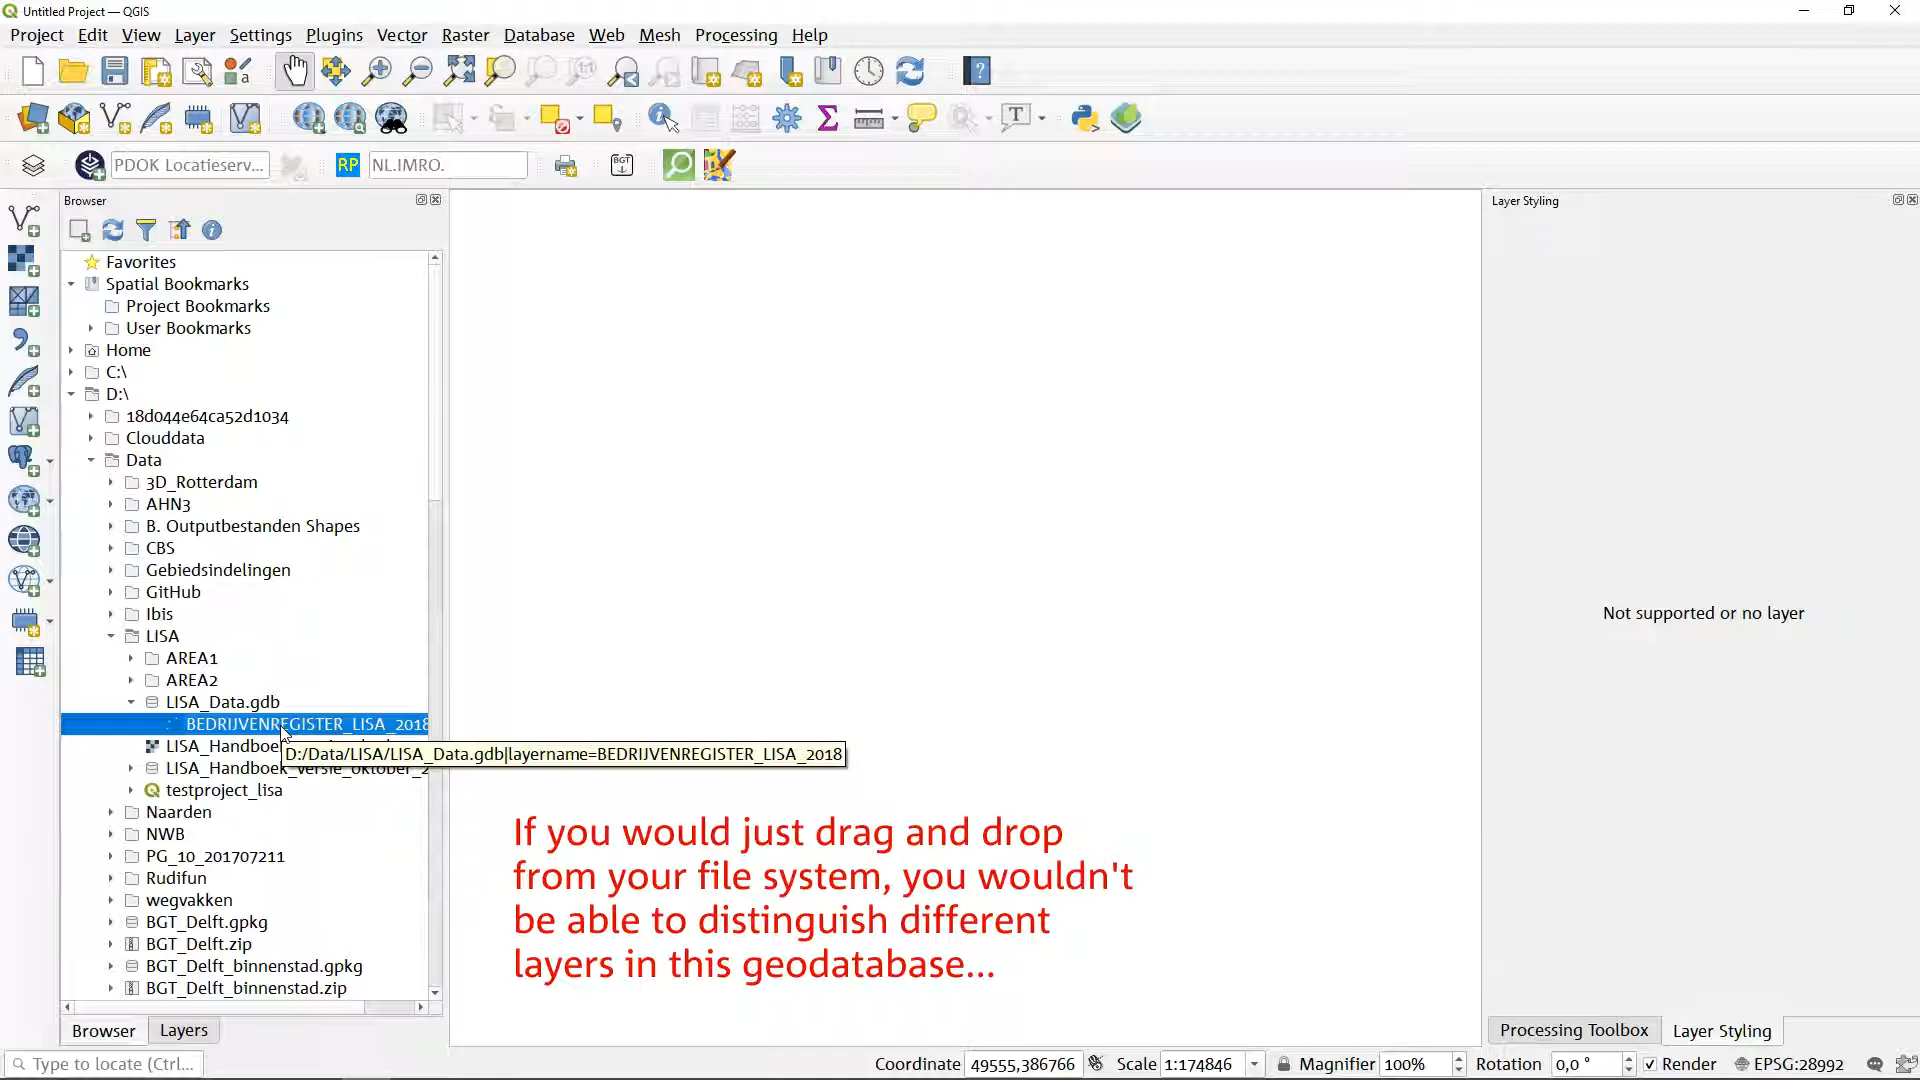 Untitled Project — QGIS
Project Edit View Layer Settings Plugins Vector Raster Database Web Mesh Processing Help
PDOK Locatieserv...
RP
NL.IMRO.
BGT
Browser
Layer Styling
Favorites
Spatial Bookmarks
Project Bookmarks
User Bookmarks
Home
C:\
D:\
18d044e64ca52d1034
Clouddata
Data
3D_Rotterdam
AHN3
B. Outputbestanden Shapes
CBS
Gebiedsindelingen
GitHub
Ibis
LISA
AREA1
AREA2
LISA_Data.gdb
BEDRIJVENREGISTER_LISA_2018
LISA_Handboe
D:/Data/LISA/LISA_Data.gdb|layername=BEDRIJVENREGISTER_LISA_2018
LISA_Handboek_versie_oktober_2
testproject_lisa
Naarden
NWB
PG_10_201707211
Rudifun
wegvakken
BGT_Delft.gpkg
BGT_Delft.zip
BGT_Delft_binnenstad.gpkg
BGT_Delft_binnenstad.zip
Not supported or no layer
If you would just drag and drop
from your file system, you wouldn't
be able to distinguish different
layers in this geodatabase...
Browser Layers
Processing Toolbox Layer Styling
Type to locate (Ctrl...
Coordinate 49555,386766 Scale 1:174846 Magnifier 100% Rotation 0,0 ° Render EPSG:28992